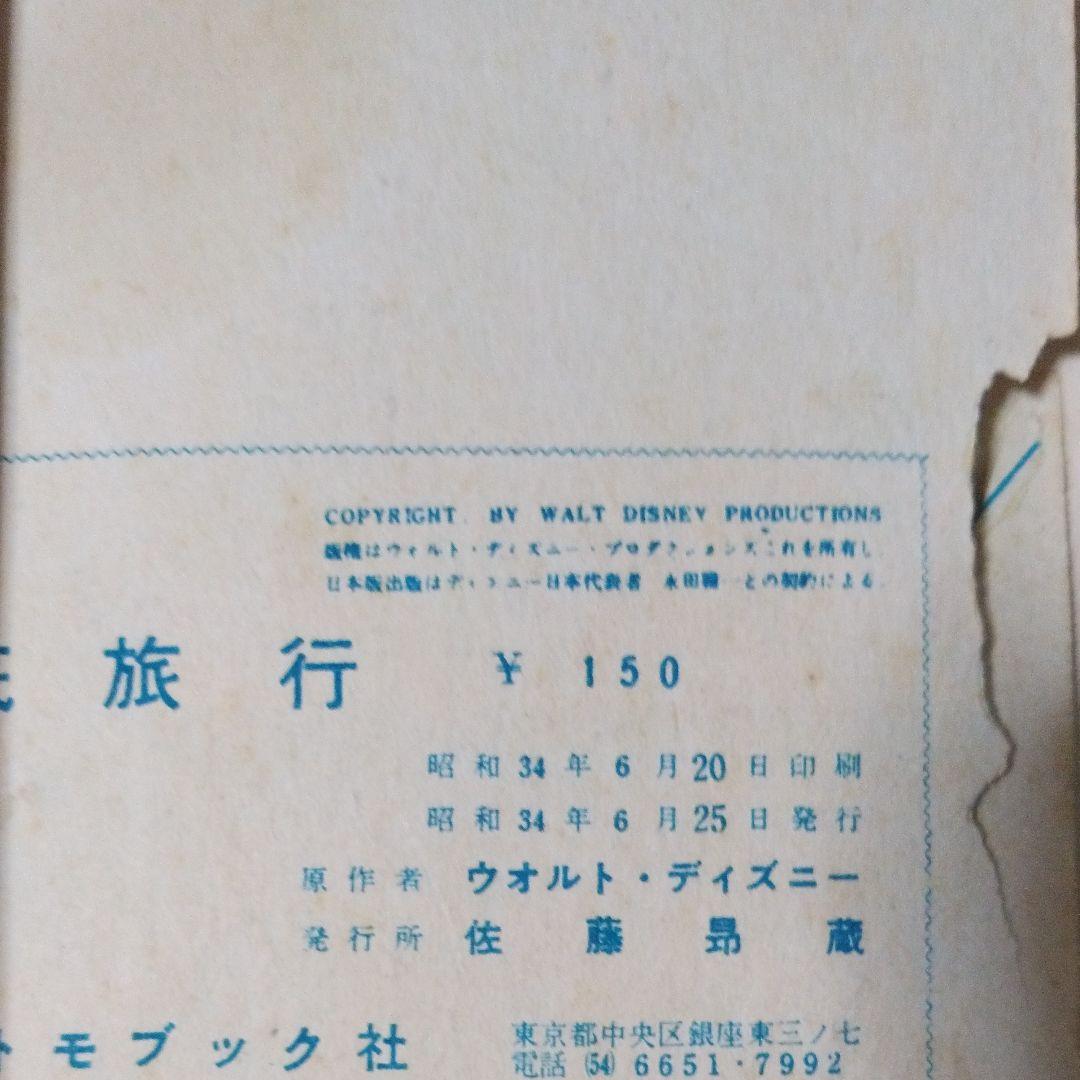 COPYRIGHT. BY WALT DISNEY PRODUCTIONS
版権はウォルト・ディズニー・プロダクションズこれを所有し
日本版出版はディズニー日本代表者 永田雅一との契約による
旅行 ¥ 150
昭和34年6月20日印刷
昭和34年6月25日発行
原作者 ウオルト・ディズニー
発行所 佐藤昻蔵
トモブック社
東京都中央区銀座東三ノ七
電話 (54) 6651・7992